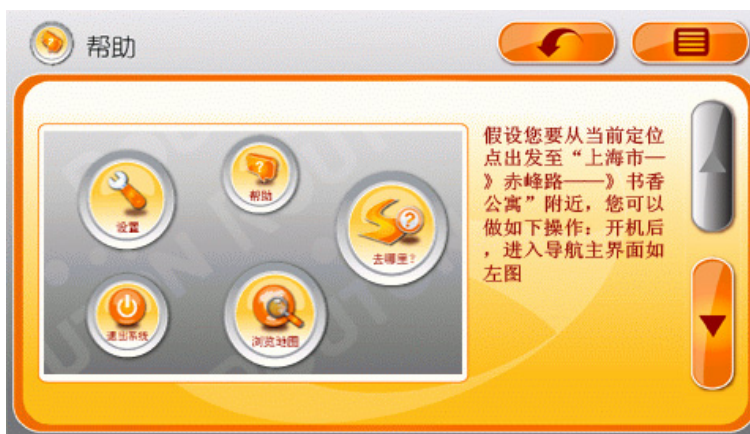 帮助
设置
帮助
去哪里?
退出系统
浏览地图
假设您要从当前定位
点出发至“上海市—
》赤峰路——》书香
公寓”附近，您可以
做如下操作：开机后
，进入导航主界面如
左图